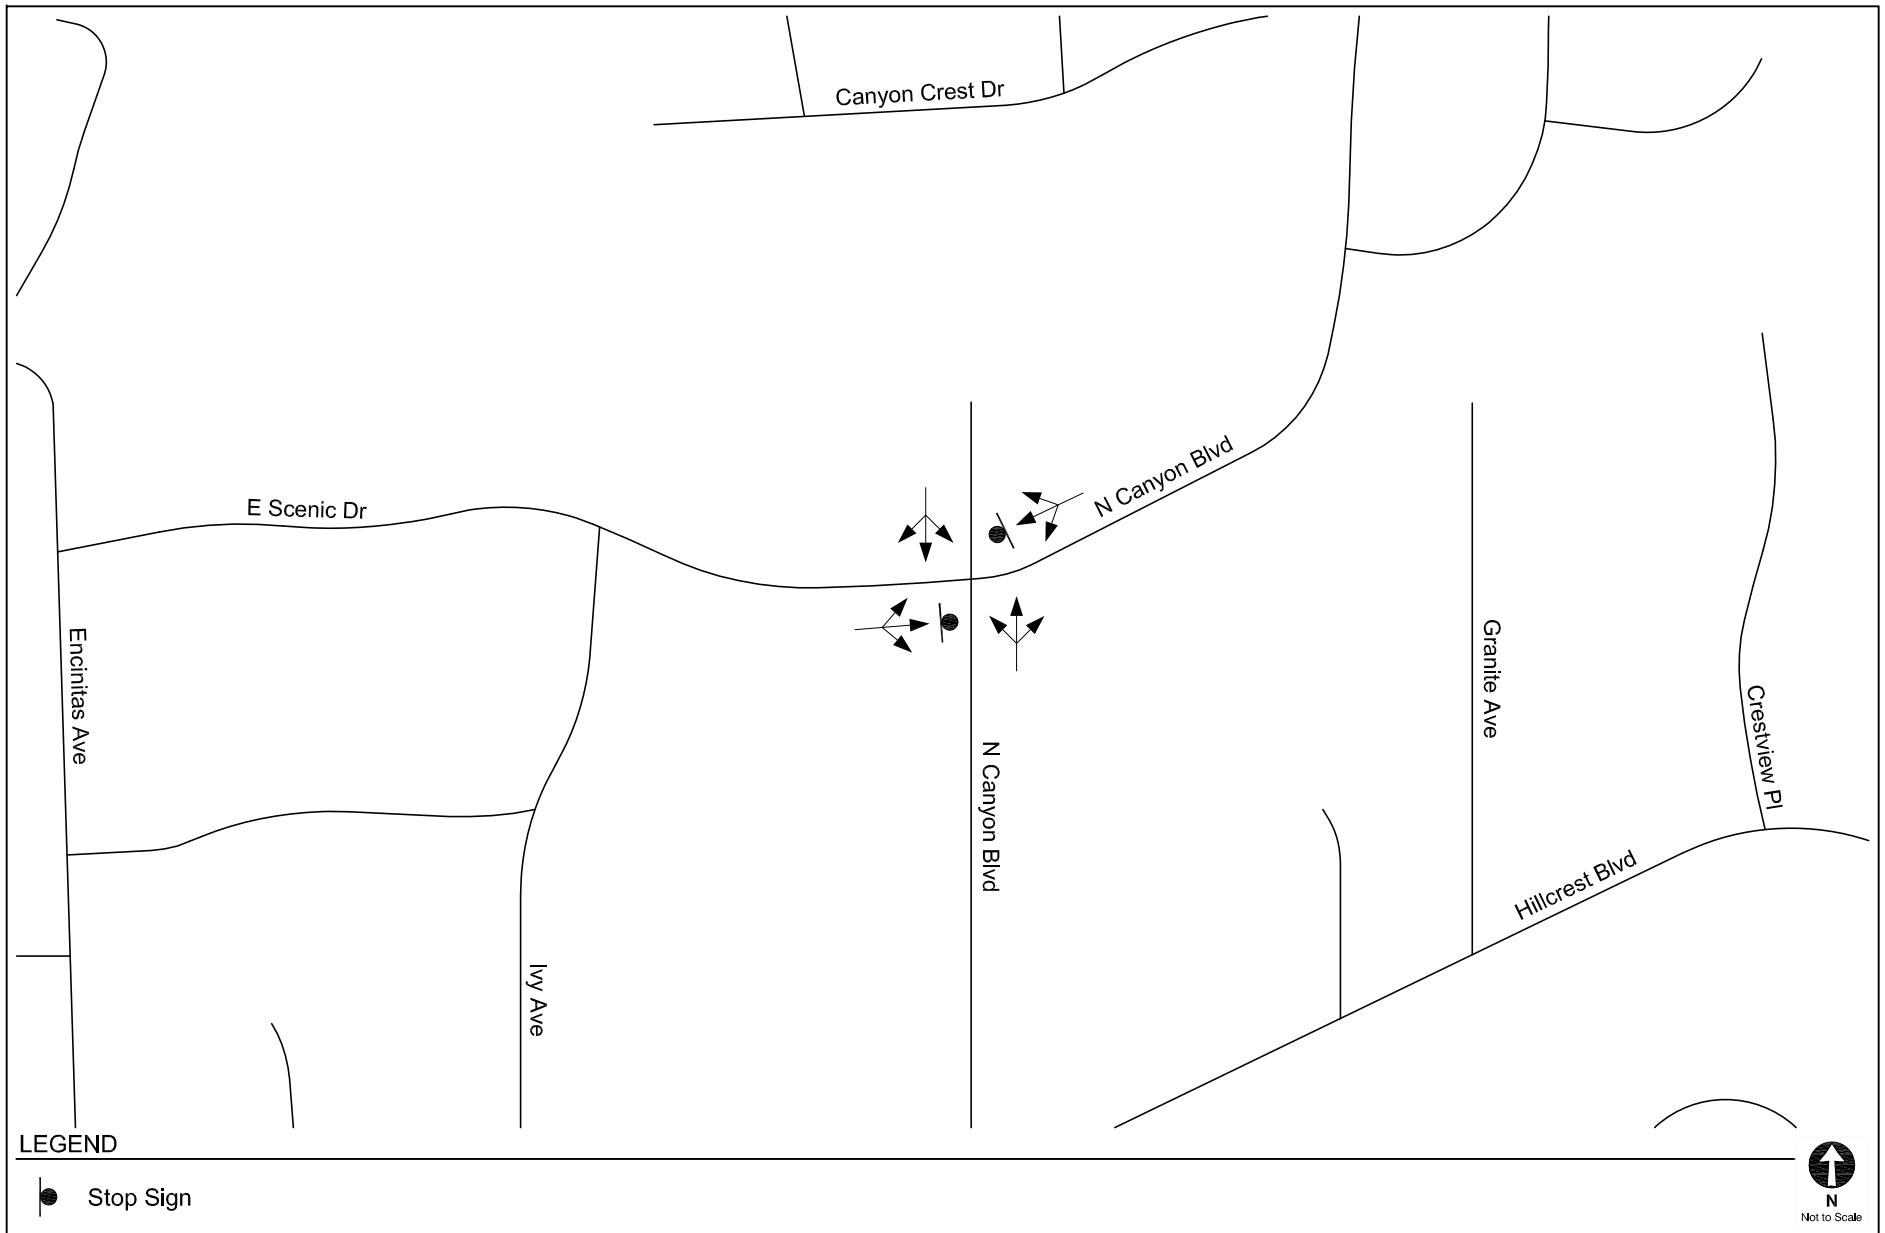 Canyon Crest Dr
N Canyon Blvd
E Scenic Dr
Encinitas Ave
Granite Ave
Crestview Pl
N Canyon Blvd
Hillcrest Blvd
Ivy Ave
LEGEND
Stop Sign
N
Not to Scale